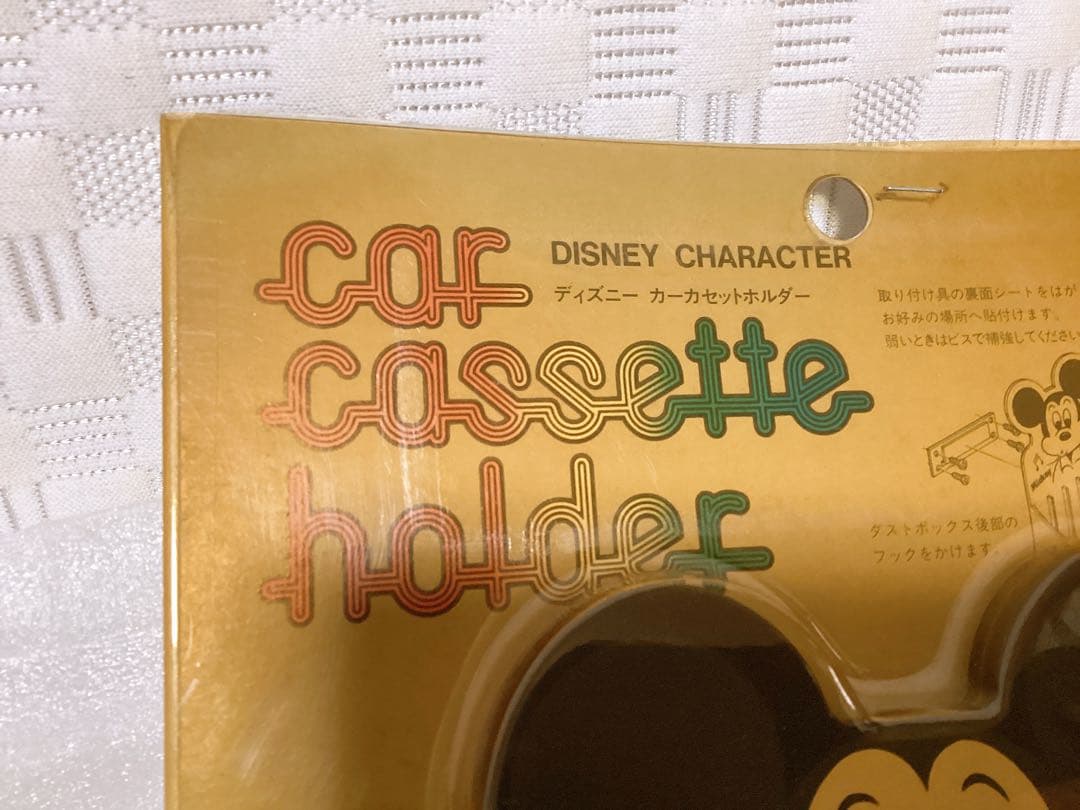 car
cassette
holder
DISNEY CHARACTER
ディズニー カーカセットホルダー
取り付け具の裏面シートをはが
お好みの場所へ貼付けます。
弱いときはビスで補強してください
Mickey
ダストボックス後部の
フックをかけます。